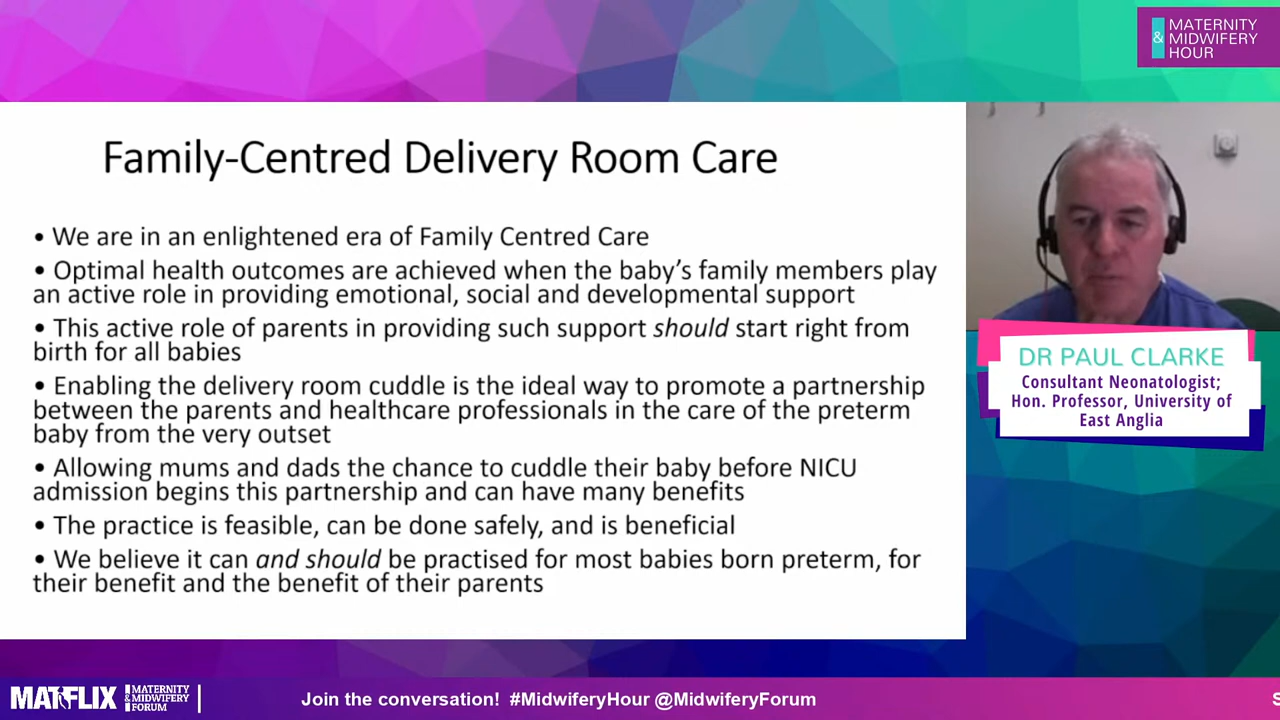 MATERNITY
& MIDWIFERY
HOUR
Family-Centred Delivery Room Care
• We are in an enlightened era of Family Centred Care
• Optimal health outcomes are achieved when the baby's family members play
an active role in providing emotional, social and developmental support
• This active role of parents in providing such support should start right from
birth for all babies
• Enabling the delivery room cuddle is the ideal way to promote a partnership
between the parents and healthcare professionals in the care of the preterm
baby from the very outset
• Allowing mums and dads the chance to cuddle their baby before NICU
admission begins this partnership and can have many benefits
• The practice is feasible, can be done safely, and is beneficial
• We believe it can and should be practised for most babies born preterm, for
their benefit and the benefit of their parents
DR PAUL CLARKE
Consultant Neonatologist;
Hon. Professor, University of
East Anglia
MATFLIX
MATERNITY
& MIDWIFERY
FORUM
Join the conversation! #MidwiferyHour @MidwiferyForum
S